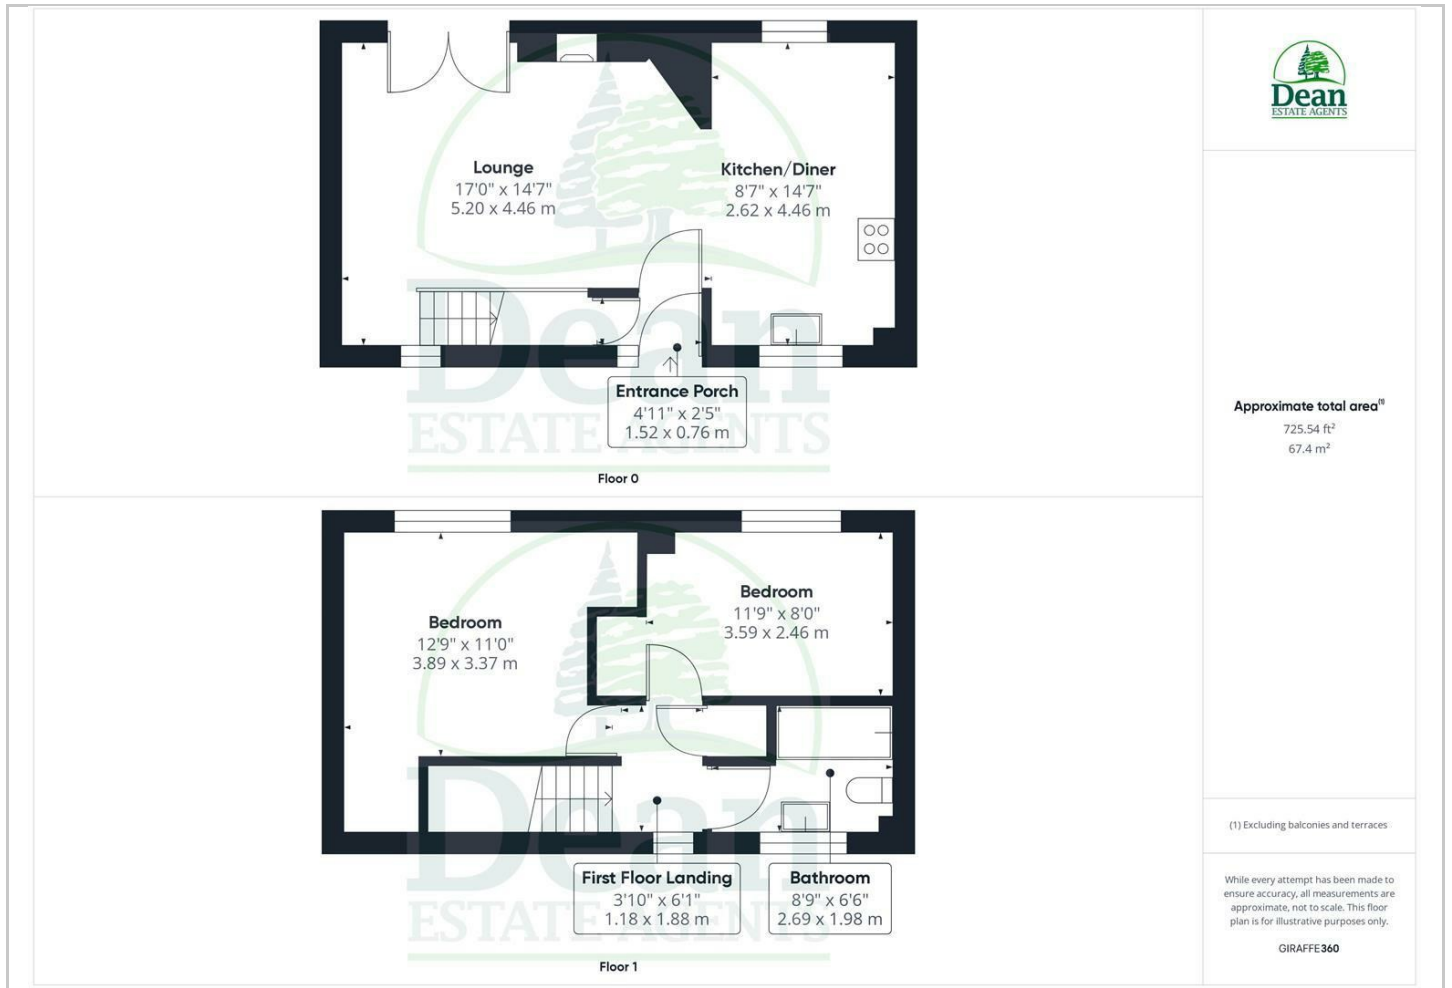 Lounge
17'0" x 14'7"
5.20 x 4.46 m
Kitchen/Diner
8'7" x 14'7"
2.62 x 4.46 m
Entrance Porch
4'11" x 2'5"
1.52 x 0.76 m
Dean
ESTATE AGENTS
Floor 0
Bedroom
12'9" x 11'0"
3.89 x 3.37 m
Bedroom
11'9" x 8'0"
3.59 x 2.46 m
First Floor Landing
3'10" x 6'1"
1.18 x 1.88 m
Bathroom
8'9" x 6'6"
2.69 x 1.98 m
Dean
ESTATE AGENTS
Floor 1
Dean
ESTATE AGENTS
Approximate total area⁽¹⁾
725.54 ft²
67.4 m²
(1) Excluding balconies and terraces
While every attempt has been made to
ensure accuracy, all measurements are
approximate, not to scale. This floor
plan is for illustrative purposes only.
GIRAFFE360